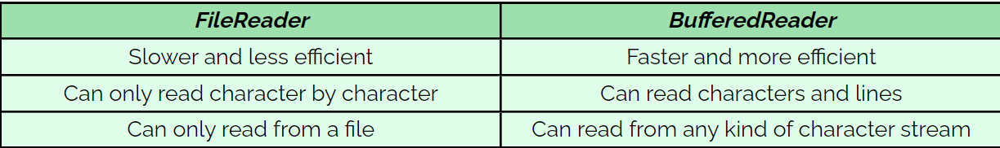 FileReader BufferedReader
Slower and less efficient Faster and more efficient
Can only read character by character Can read characters and lines
Can only read from a file Can read from any kind of character stream